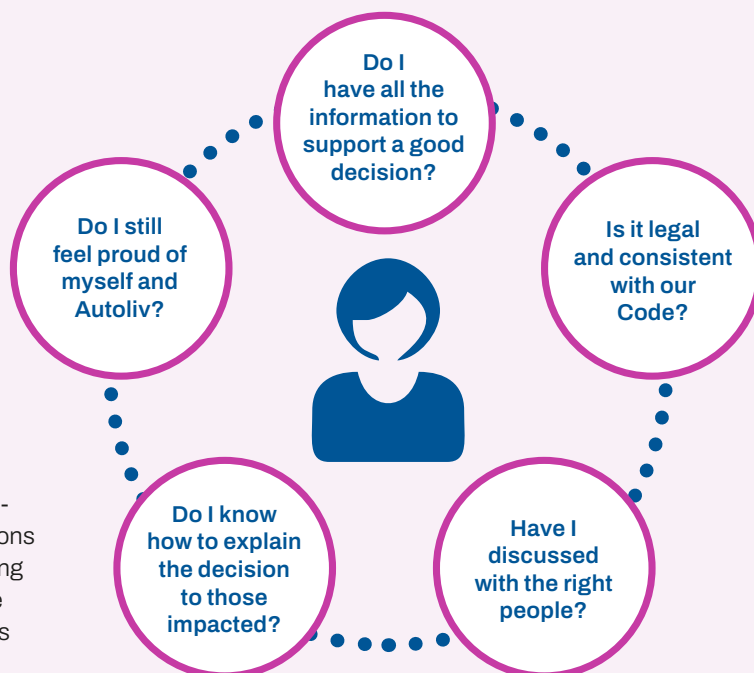 Do I
have all the
information to
support a good
decision?
Is it legal
and consistent
with our
Code?
Have I
discussed
with the right
people?
Do I know
how to explain
the decision
to those
impacted?
Do I still
feel proud of
myself and
Autoliv?
-
ons
ng
e
s